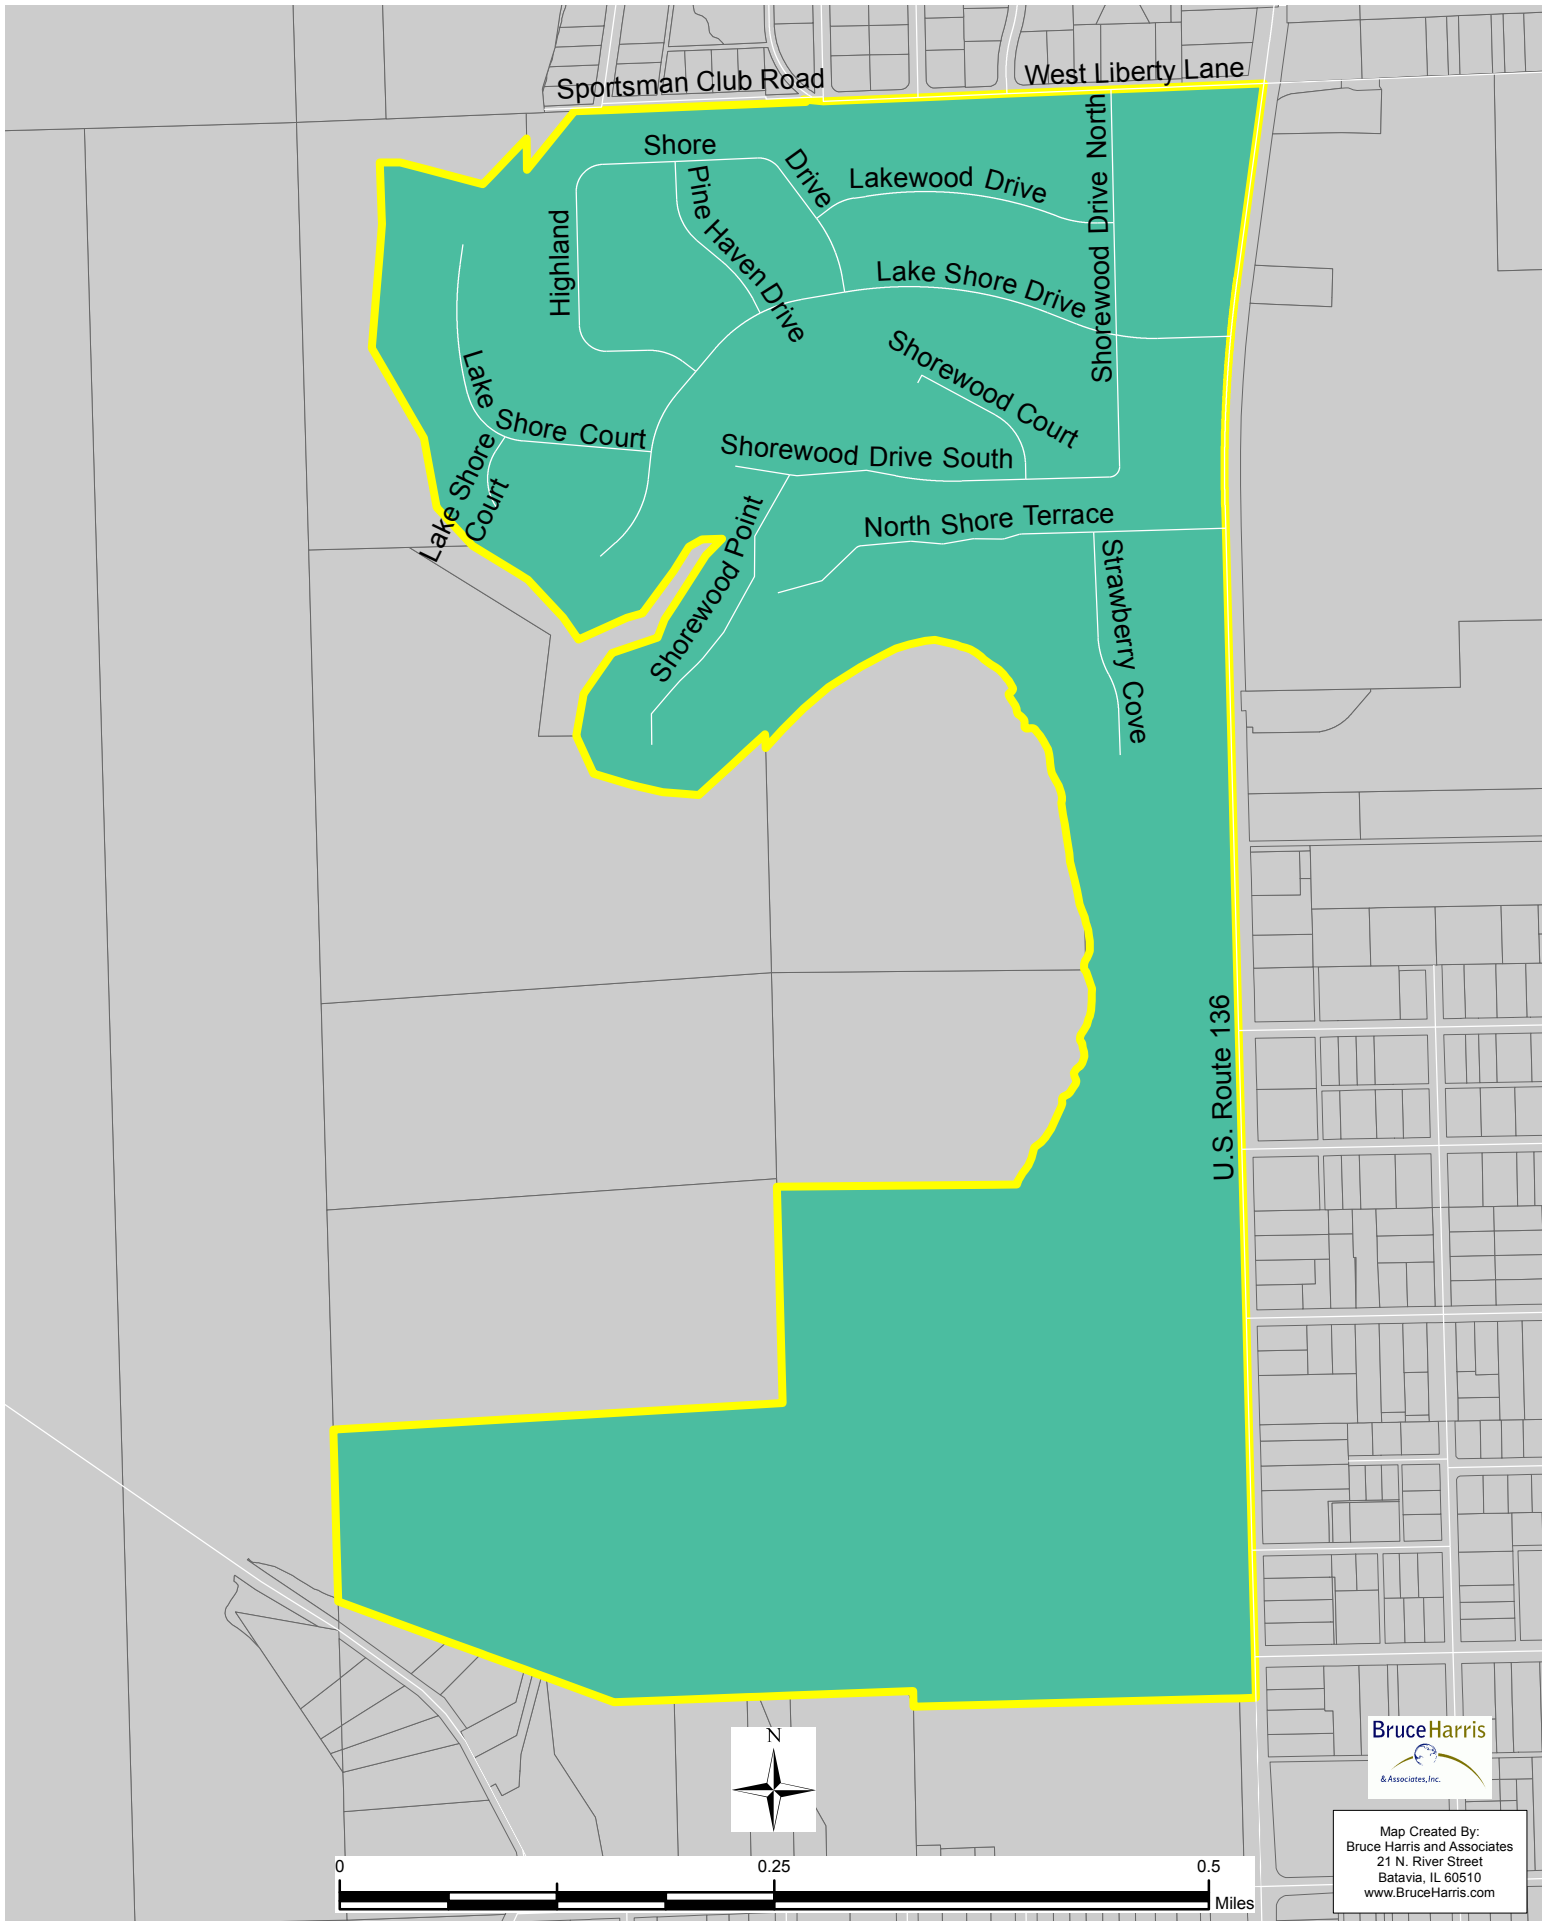 Sportsman Club Road
West Liberty Lane
Shore
Drive
Lakewood Drive
Pine Haven Drive
Highland
Shorewood Drive North
Lake Shore Drive
Shorewood Court
Lake Shore Court
Lake Shore
Court
Shorewood Drive South
North Shore Terrace
Shorewood Point
Strawberry Cove
U.S. Route 136
N
BruceHarris
& Associates, Inc.
Map Created By:
Bruce Harris and Associates
21 N. River Street
Batavia, IL 60510
www.BruceHarris.com
0
0.25
0.5
Miles